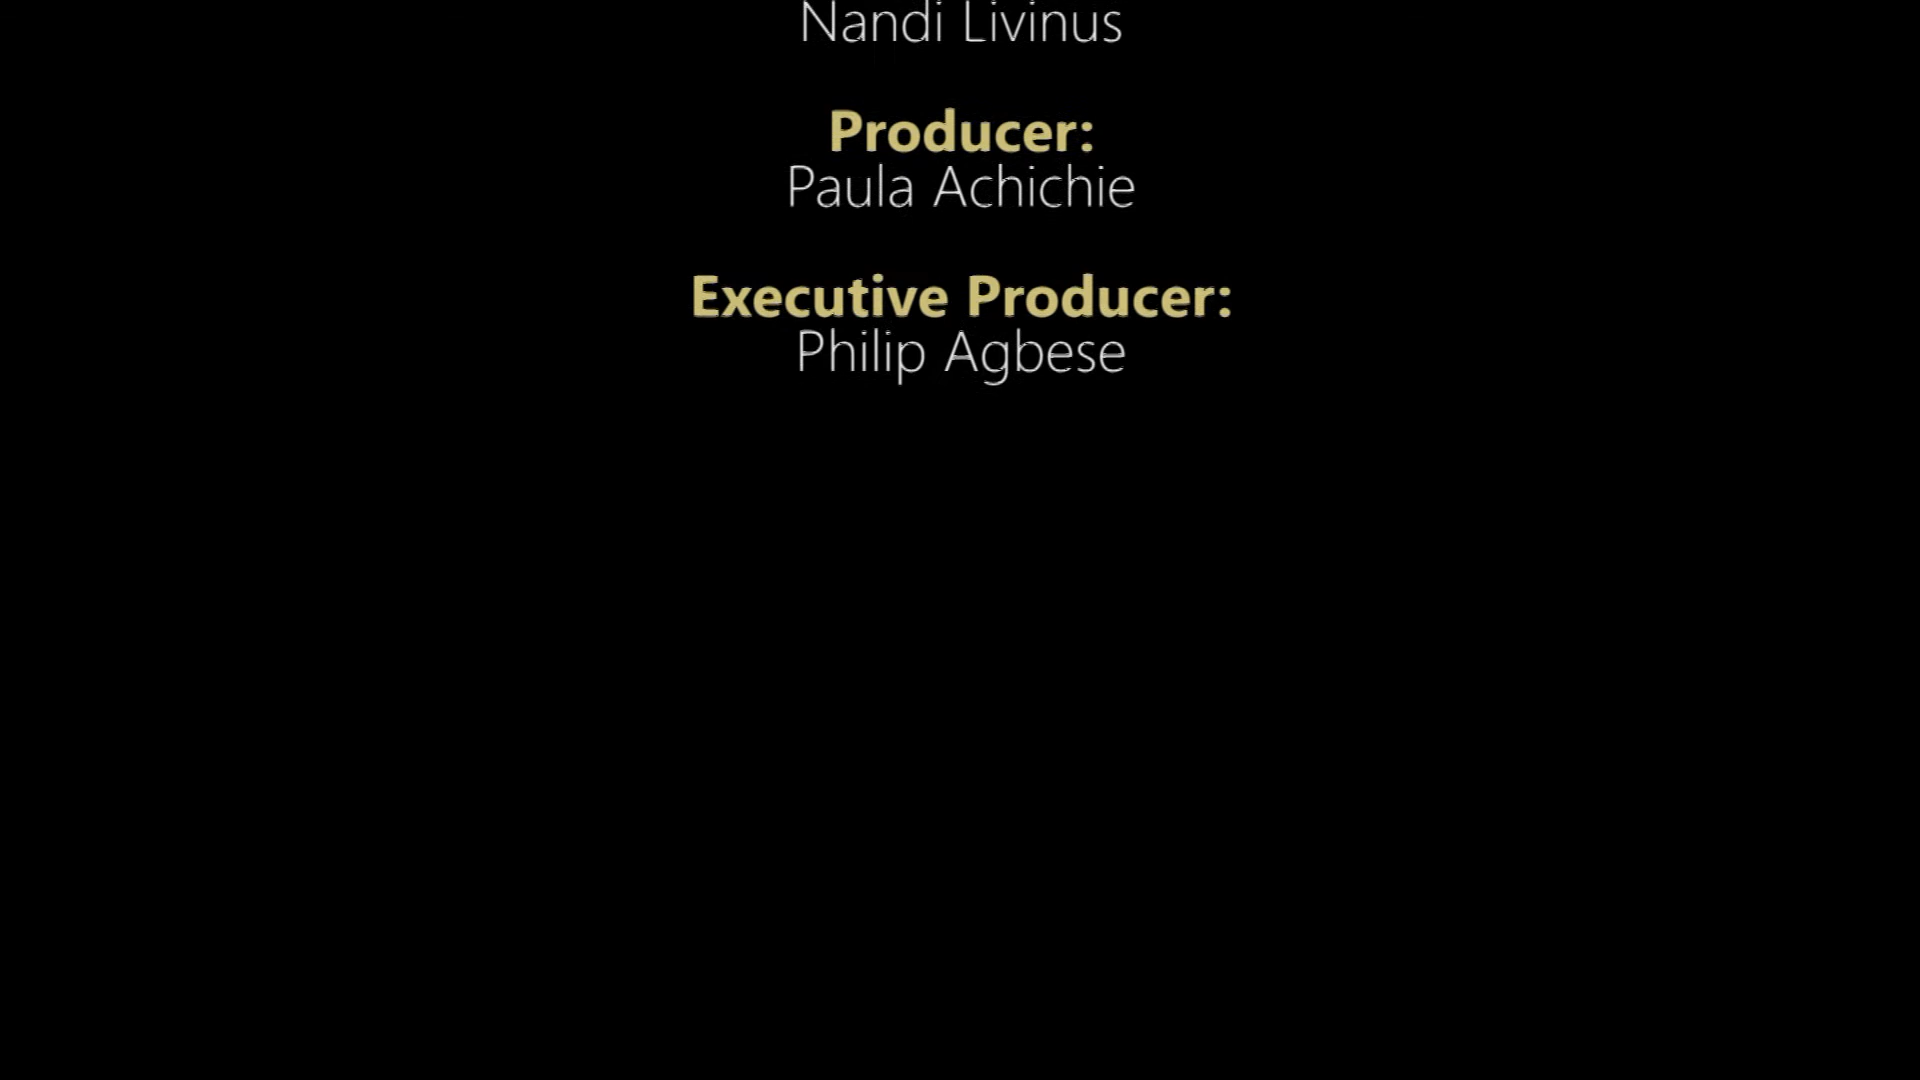 Nandi Livinus
Producer:
Paula Achichie
Executive Producer:
Philip Agbese